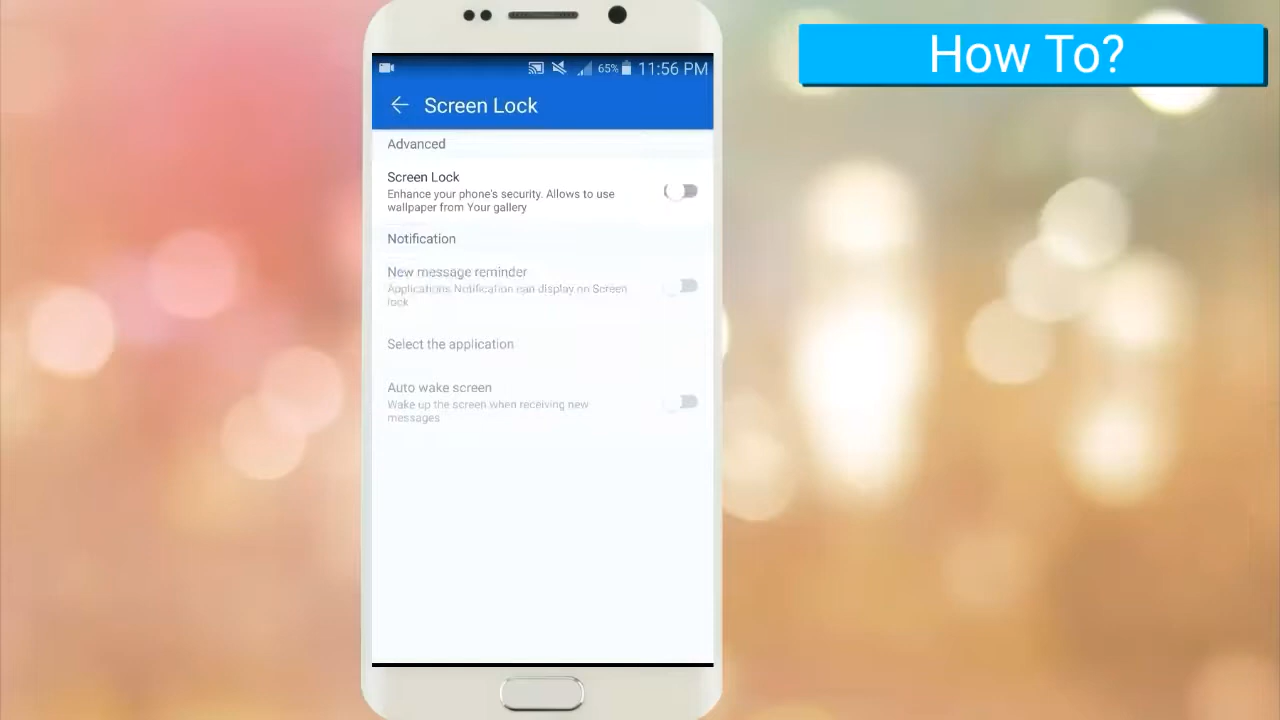 How To?
65% 11:56 PM
Screen Lock
Advanced
Screen Lock
Enhance your phone's security. Allows to use
wallpaper from Your gallery
Notification
New message reminder
Applications Notification can display on Screen
lock
Select the application
Auto wake screen
Wake up the screen when receiving new
messages